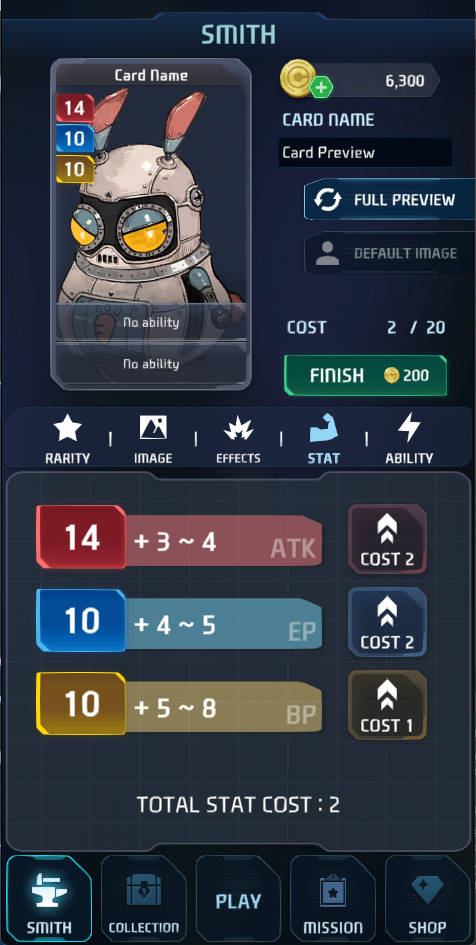 SMITH
Card Name
14
10
10
No ability
No ability
6,300
CARD NAME
Card Preview
FULL PREVIEW
DEFAULT IMAGE
COST 2 / 20
FINISH 200
RARITY IMAGE EFFECTS STAT ABILITY
14 + 3 ~ 4 ATK COST 2
10 + 4 ~ 5 EP COST 2
10 + 5 ~ 8 BP COST 1
TOTAL STAT COST : 2
SMITH COLLECTION PLAY MISSION SHOP